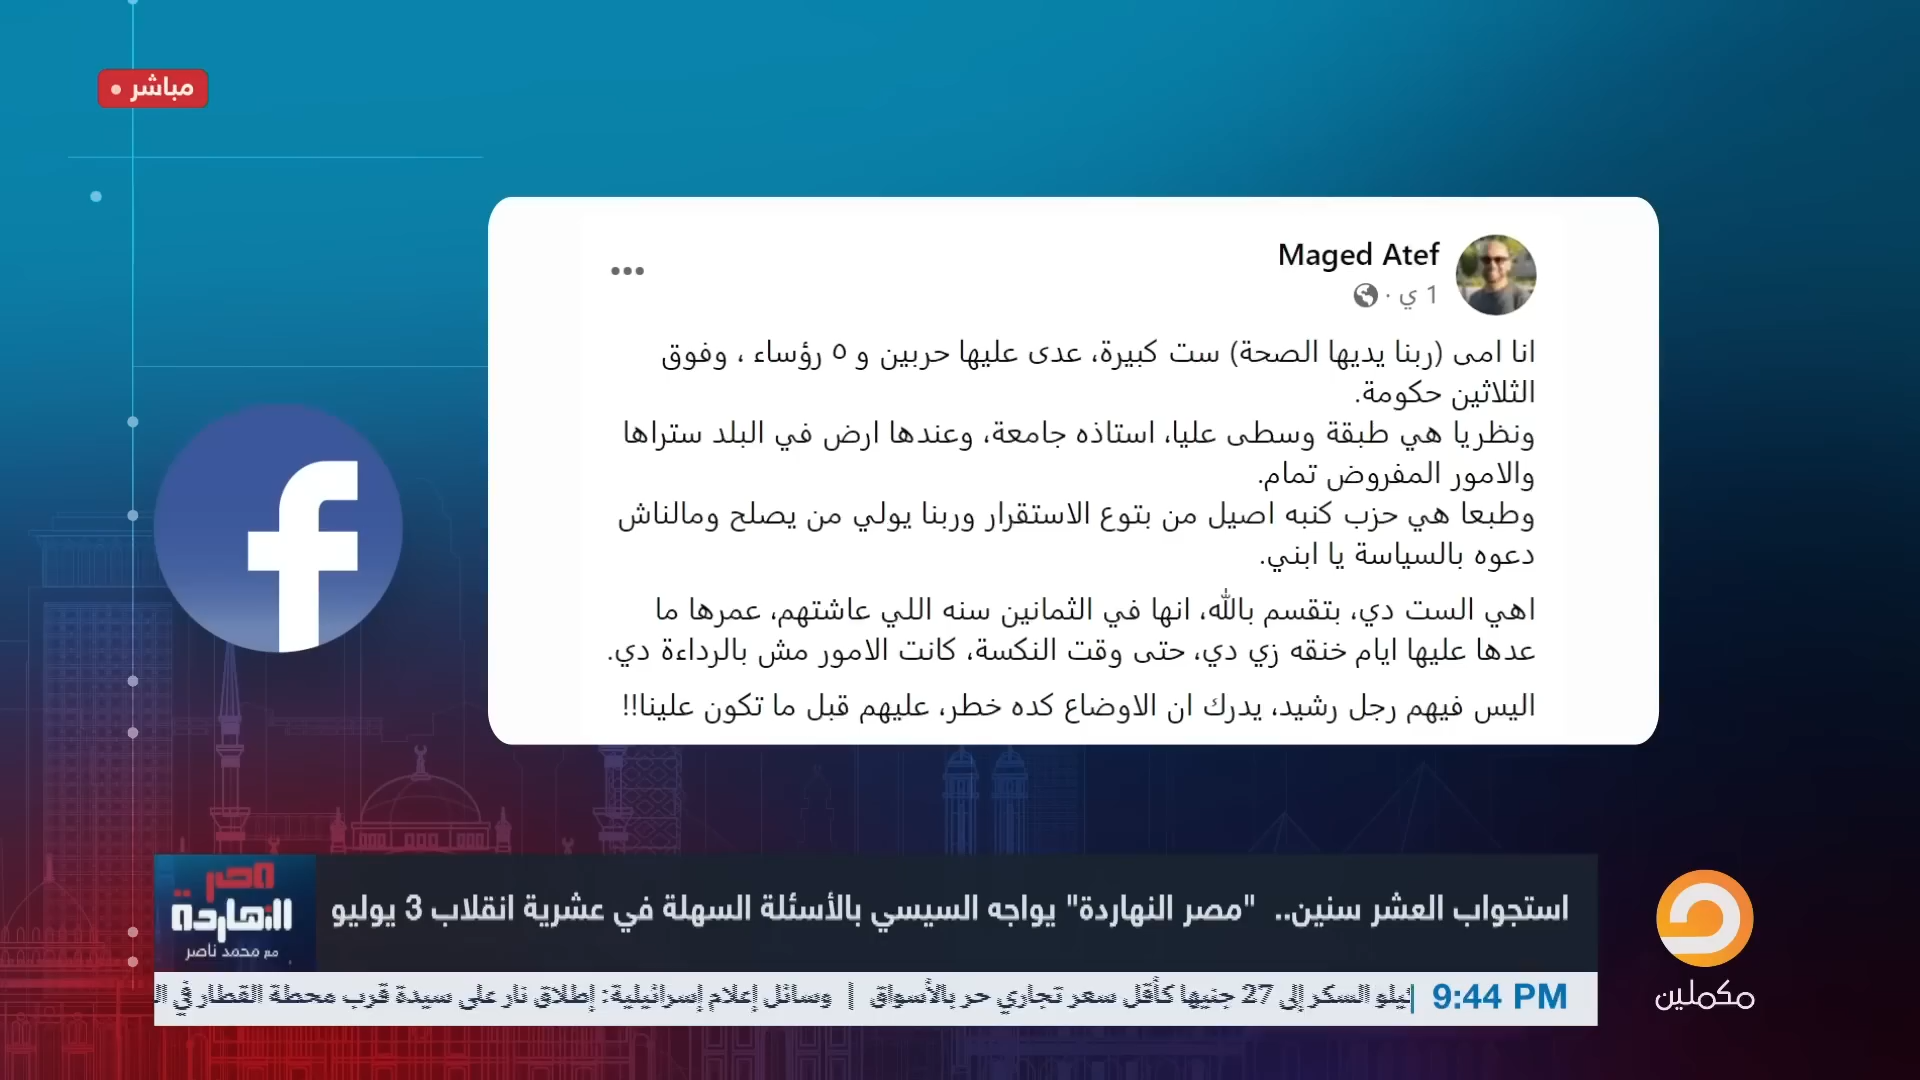 مباشر
Maged Atef
1 ي ·
انا امى (ربنا يديها الصحة) ست كبيرة، عدى عليها حربين و ٥ رؤساء ، وفوق
الثلاثين حكومة.
ونظريا هي طبقة وسطى عليا، استاذه جامعة، وعندها ارض في البلد ستراها
والامور المفروض تمام.
وطبعا هي حزب كنبه اصيل من بتوع الاستقرار وربنا يولي من يصلح ومالناش
دعوه بالسياسة يا ابني.
اهي الست دي، بتقسم بالله، انها في الثمانين سنه اللي عاشتهم، عمرها ما
عدها عليها ايام خنقه زي دي، حتى وقت النكسة، كانت الامور مش بالرداءة دي.
اليس فيهم رجل رشيد، يدرك ان الاوضاع كده خطر، عليهم قبل ما تكون علينا!!
مصر
النهاردة
مع محمد ناصر
استجواب العشر سنين.. "مصر النهاردة" يواجه السيسي بالأسئلة السهلة في عشرية انقلاب 3 يوليو
9:44 PM
السكر إلى 27 جنيها كأقل سعر تجاري حر بالأسواق | وسائل إعلام إسرائيلية: إطلاق نار على سيدة قرب محطة القطار في
مكملين